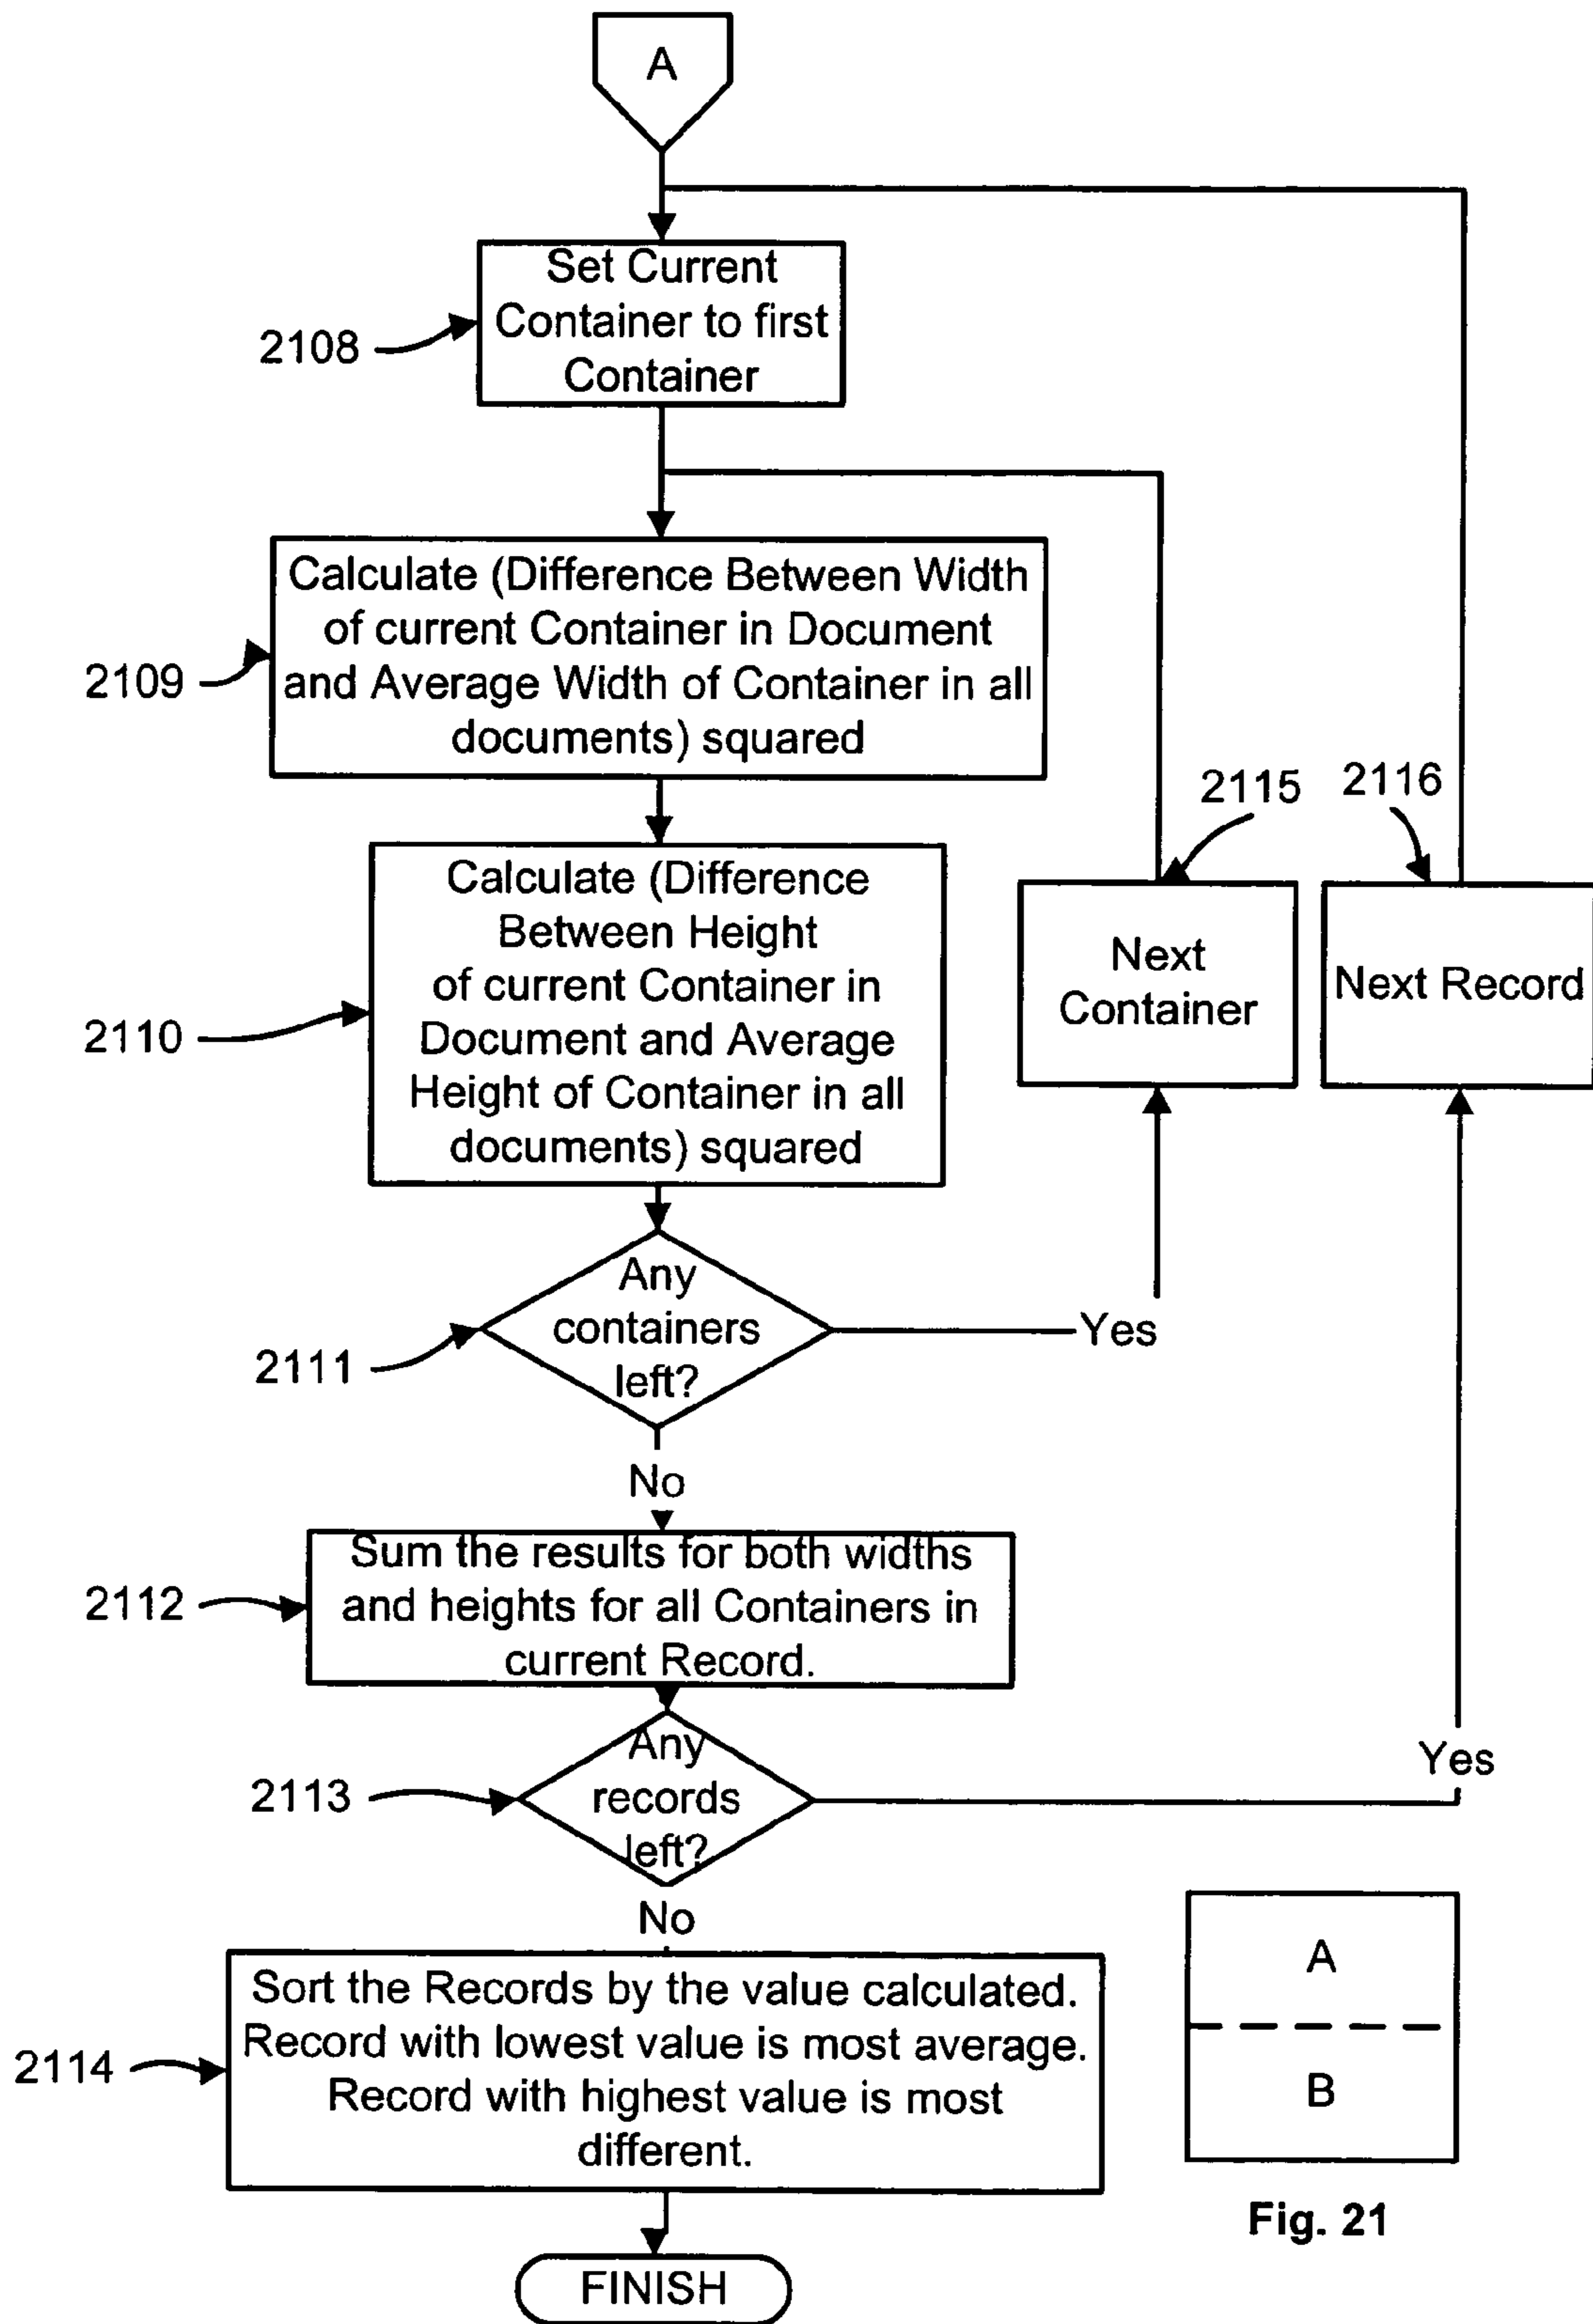 A
Set Current
Container to first
Container
2108
Calculate (Difference Between Width
of current Container in Document
and Average Width of Container in all
documents) squared
2109
2115
2116
Calculate (Difference
Between Height
of current Container in
Document and Average
Height of Container in all
documents) squared
2110
Next
Container
Next Record
Any
containers
left?
2111
Yes
No
Sum the results for both widths
and heights for all Containers in
current Record.
2112
Any
records
left?
2113
Yes
No
Sort the Records by the value calculated.
Record with lowest value is most average.
Record with highest value is most
different.
2114
A
B
Fig. 21
FINISH